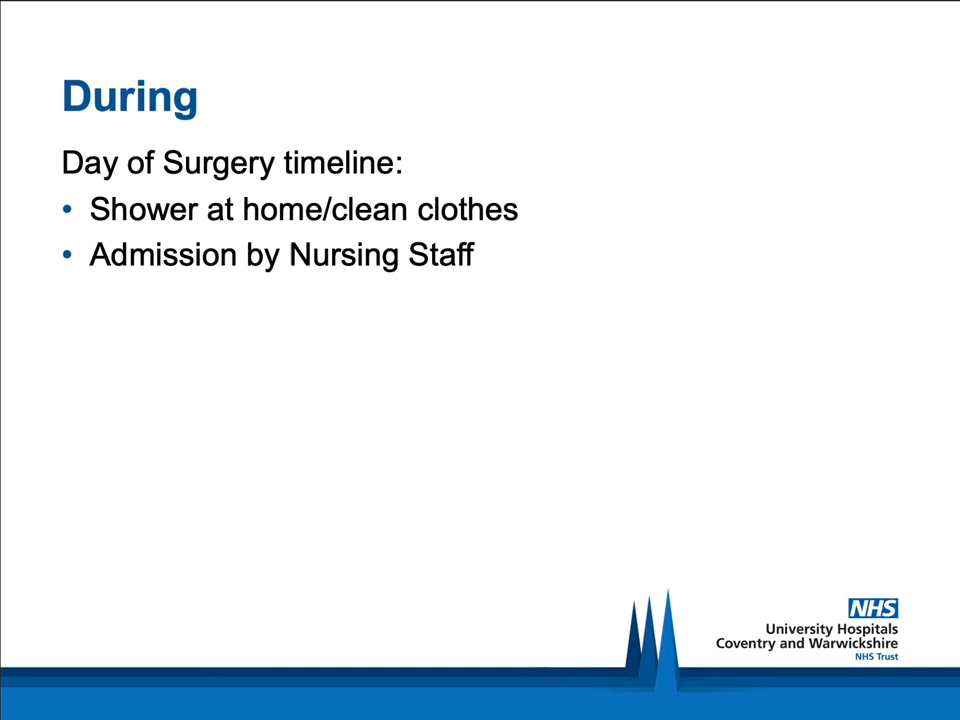 During
Day of Surgery timeline:
• Shower at home/clean clothes
• Admission by Nursing Staff
NHS
University Hospitals
Coventry and Warwickshire
NHS Trust